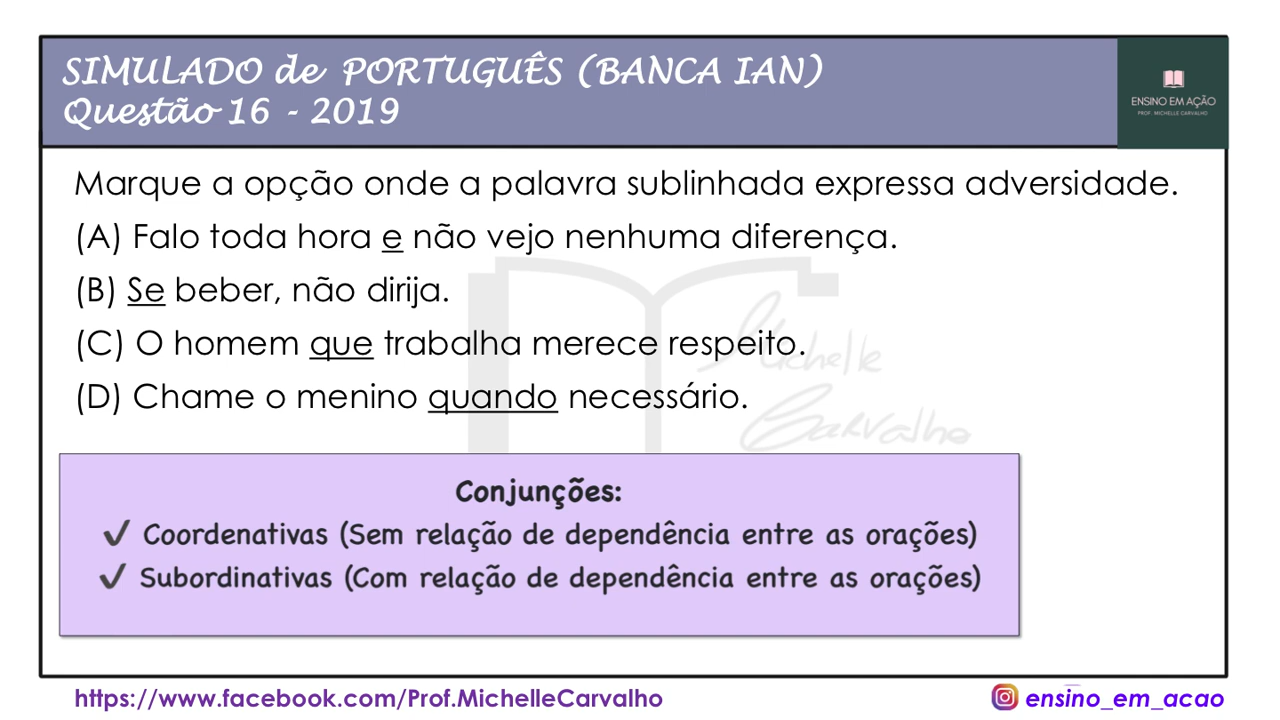 SIMULADO de PORTUGUÊS (BANCA IAN)
Questão 16 - 2019
ENSINO EM AÇÃO
PROF. MICHELLE CARVALHO
Marque a opção onde a palavra sublinhada expressa adversidade.
(A) Falo toda hora e não vejo nenhuma diferença.
(B) Se beber, não dirija.
(C) O homem que trabalha merece respeito.
(D) Chame o menino quando necessário.
Michelle
Carvalho
Conjunções:
✓ Coordenativas (Sem relação de dependência entre as orações)
✓ Subordinativas (Com relação de dependência entre as orações)
https://www.facebook.com/Prof.MichelleCarvalho
ensino_em_acao